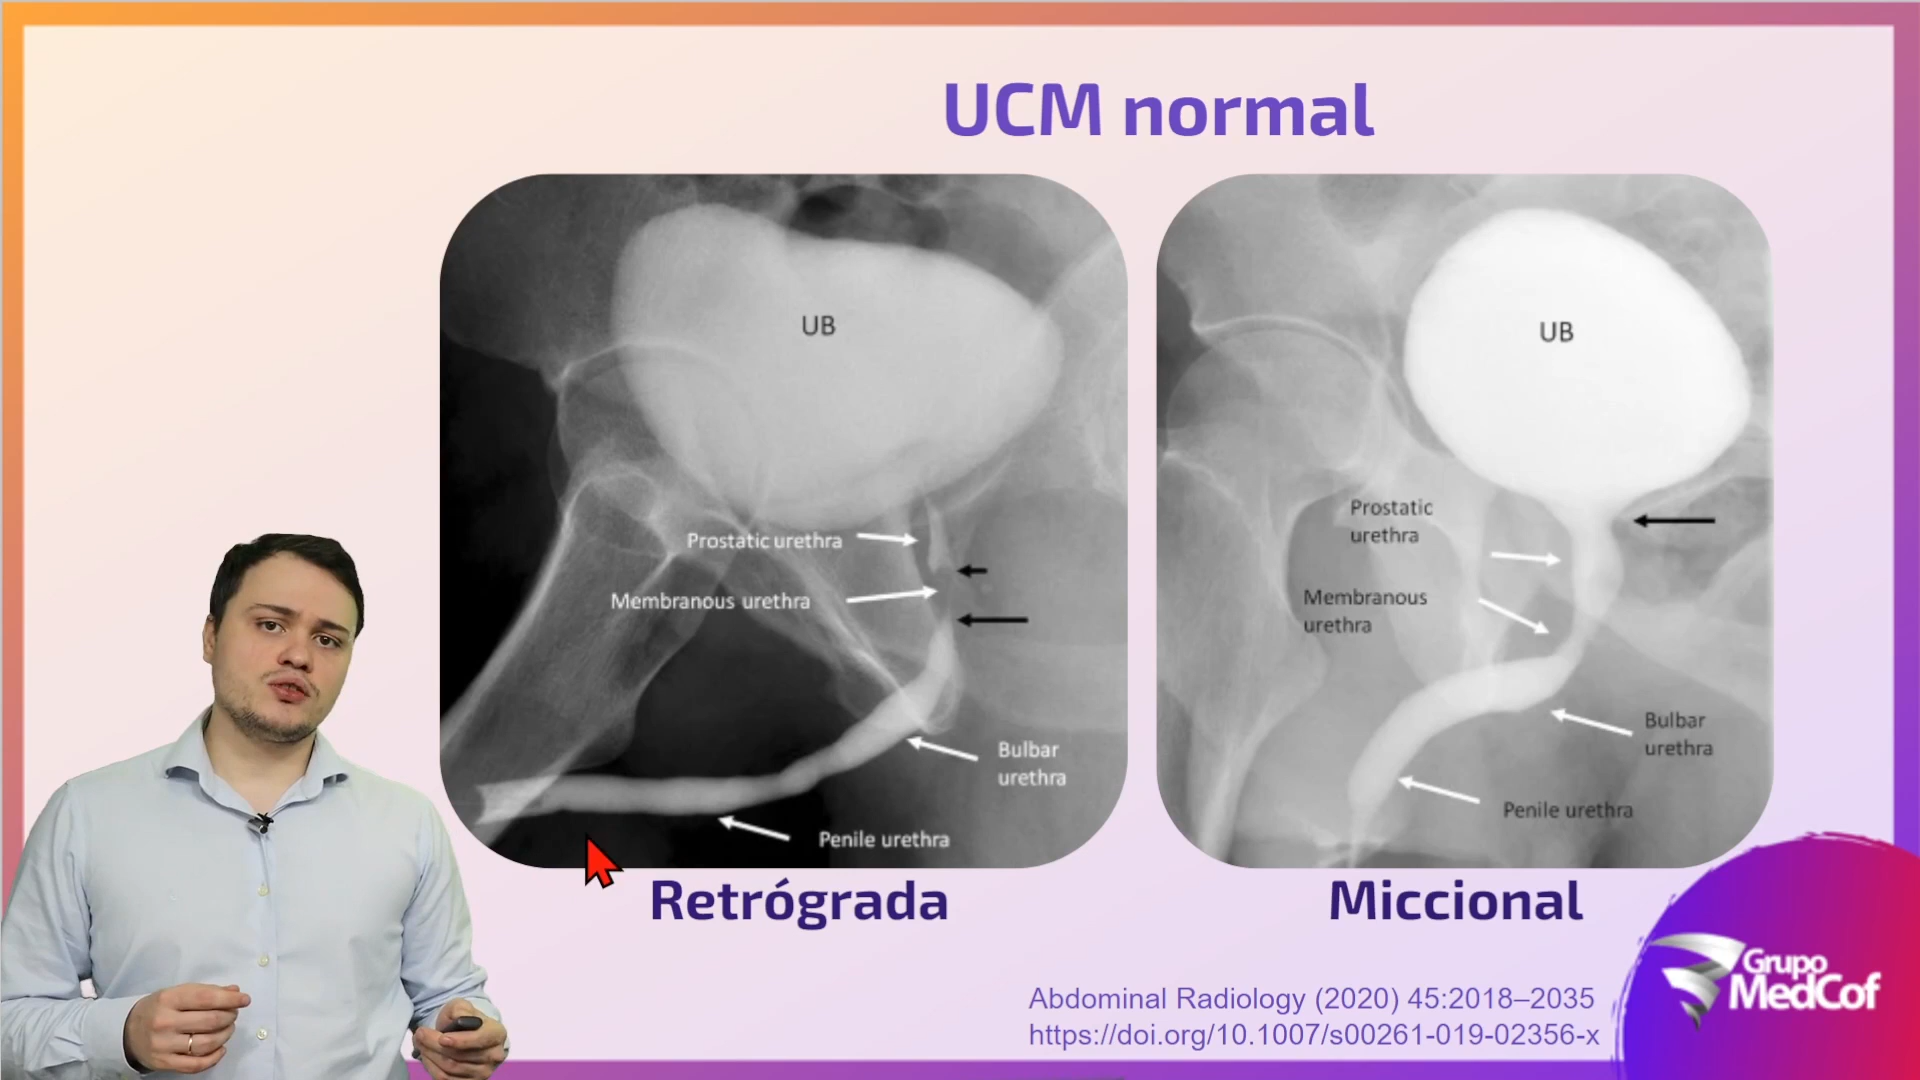 UCM normal
UB
Prostatic urethra
Membranous urethra
Bulbar
urethra
Penile urethra
UB
Prostatic
urethra
Membranous
urethra
Bulbar
urethra
Penile urethra
Retrógrada
Miccional
Abdominal Radiology (2020) 45:2018–2035
https://doi.org/10.1007/s00261-019-02356-x
Grupo
MedCof